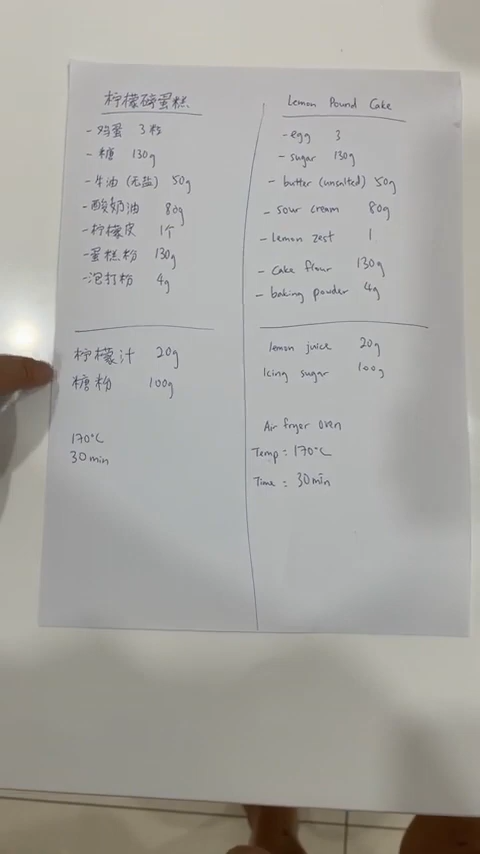 柠檬磅蛋糕
- 鸡蛋 3粒
- 糖 130g
- 牛油 (无盐) 50g
- 酸奶油 80g
- 柠檬皮 1个
- 蛋糕粉 130g
- 泡打粉 4g
柠檬汁 20g
糖粉 100g
170°C
30min
Lemon Pound Cake
- egg 3
- sugar 130g
- butter (unsalted) 50g
- sour cream 80g
- lemon zest 1
- cake flour 130g
- baking powder 4g
lemon juice 20g
Icing sugar 100g
Air fryer oven
Temp = 170°C
Time = 30min